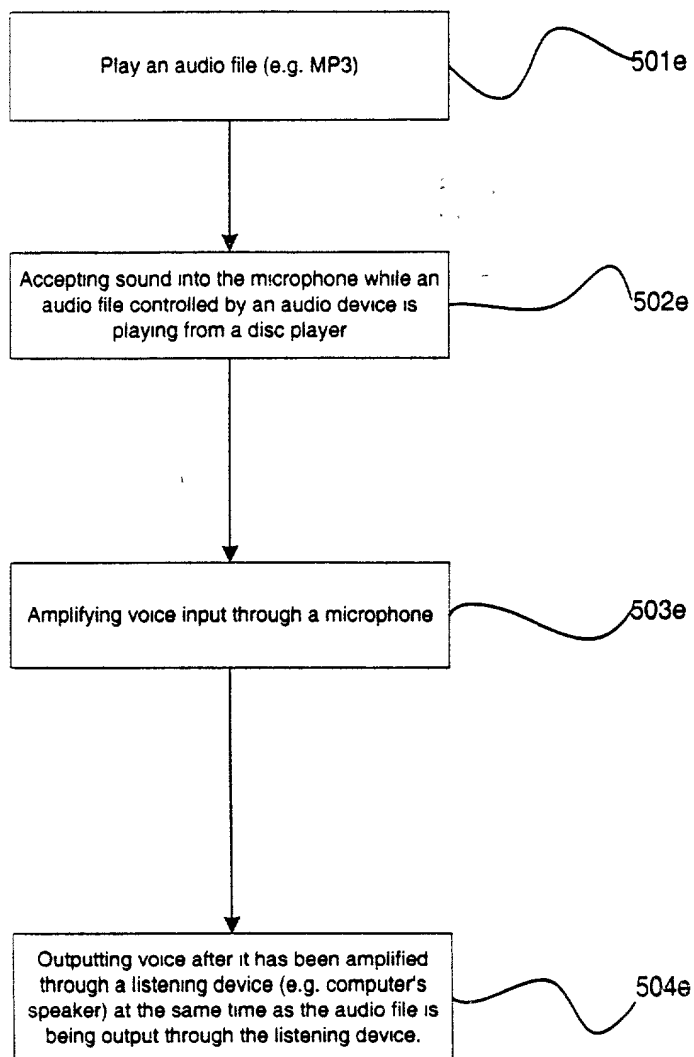 Play an audio file (e.g. MP3)
501e
Accepting sound into the microphone while an
audio file controlled by an audio device is
playing from a disc player
502e
Amplifying voice input through a microphone
503e
Outputting voice after it has been amplified
through a listening device (e.g. computer's
speaker) at the same time as the audio file is
being output through the listening device.
504e